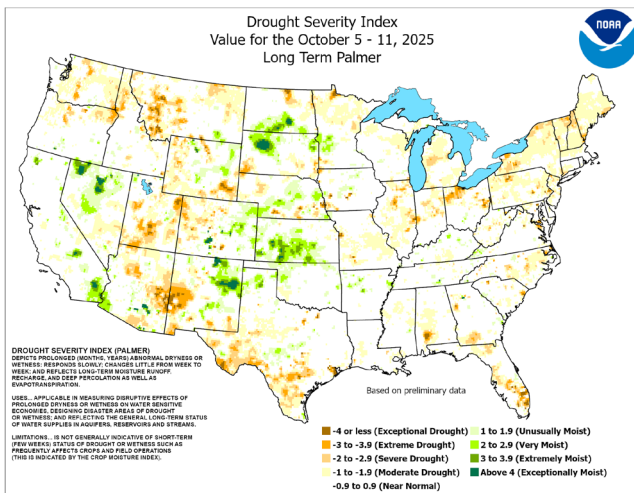 Drought Severity Index
Value for the October 5 - 11, 2025
Long Term Palmer
NOAA
DROUGHT SEVERITY INDEX (PALMER)
DEPICTS PROLONGED (MONTHS, YEARS) ABNORMAL DRYNESS OR
WETNESS; RESPONDS SLOWLY; CHANGES LITTLE FROM WEEK TO
WEEK; AND REFLECTS LONG-TERM MOISTURE RUNOFF,
RECHARGE, AND DEEP PERCOLATION AS WELL AS
EVAPOTRANSPIRATION.
USES... APPLICABLE IN MEASURING DISRUPTIVE EFFECTS OF
PROLONGED DRYNESS OR WETNESS ON WATER SENSITIVE
ECONOMIES, DESIGNING DISASTER AREAS OF DROUGHT
OR WETNESS; AND REFLECTING THE GENERAL LONG-TERM STATUS
OF WATER SUPPLIES IN AQUIFERS, RESERVOIRS AND STREAMS.
LIMITATIONS... IS NOT GENERALLY INDICATIVE OF SHORT-TERM
(FEW WEEKS) STATUS OF DROUGHT OR WETNESS SUCH AS
FREQUENTLY AFFECTS CROPS AND FIELD OPERATIONS
(THIS IS INDICATED BY THE CROP MOISTURE INDEX).
Based on preliminary data
-4 or less (Exceptional Drought)
-3 to -3.9 (Extreme Drought)
-2 to -2.9 (Severe Drought)
-1 to -1.9 (Moderate Drought)
-0.9 to 0.9 (Near Normal)
1 to 1.9 (Unusually Moist)
2 to 2.9 (Very Moist)
3 to 3.9 (Extremely Moist)
Above 4 (Exceptionally Moist)